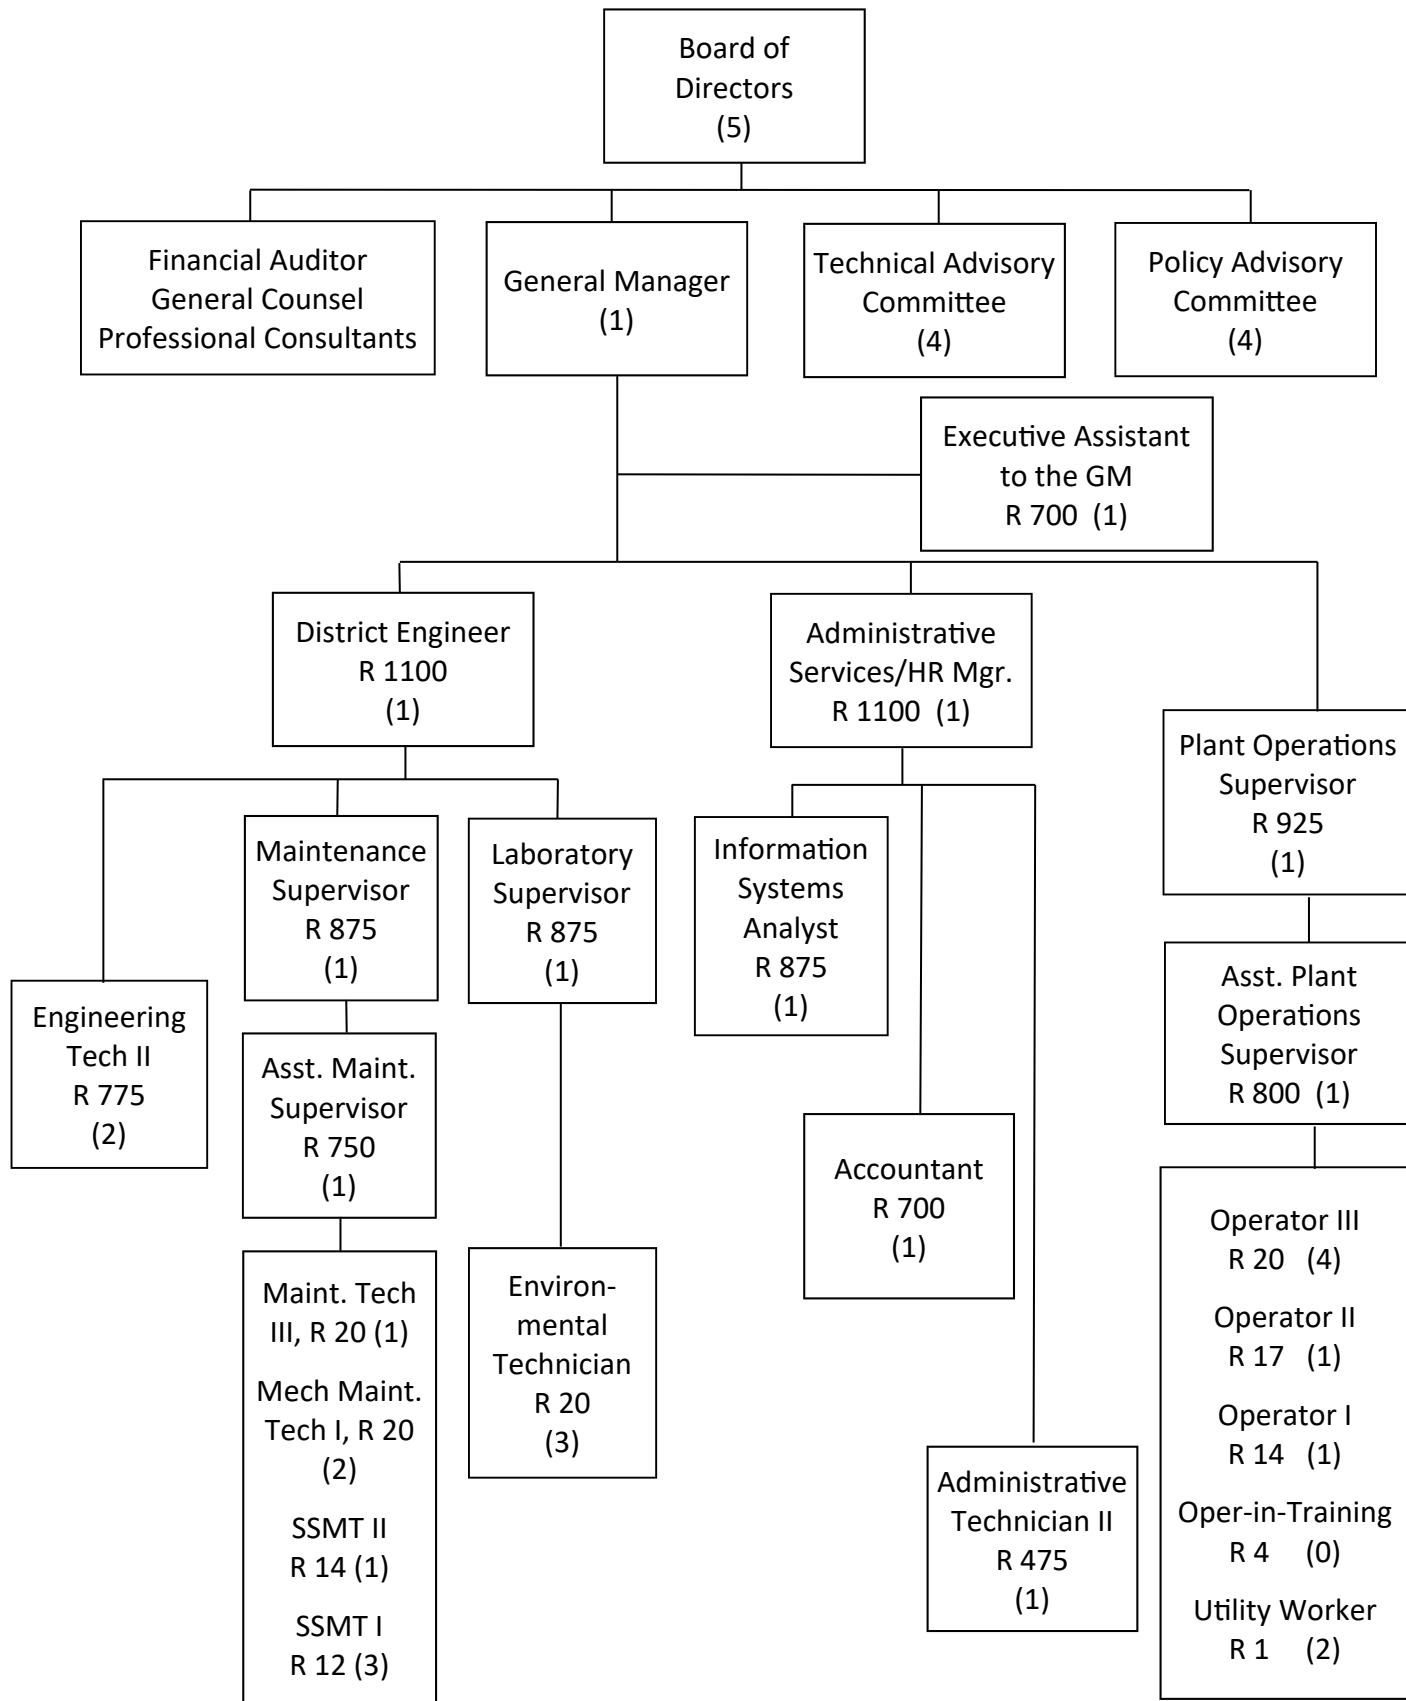 Board of
Directors
(5)
Financial Auditor
General Counsel
Professional Consultants
General Manager
(1)
Technical Advisory
Committee
(4)
Policy Advisory
Committee
(4)
Executive Assistant
to the GM
R 700 (1)
District Engineer
R 1100
(1)
Administrative
Services/HR Mgr.
R 1100 (1)
Plant Operations
Supervisor
R 925
(1)
Engineering
Tech II
R 775
(2)
Maintenance
Supervisor
R 875
(1)
Laboratory
Supervisor
R 875
(1)
Information
Systems
Analyst
R 875
(1)
Asst. Plant
Operations
Supervisor
R 800 (1)
Asst. Maint.
Supervisor
R 750
(1)
Accountant
R 700
(1)
Maint. Tech
III, R 20 (1)
Mech Maint.
Tech I, R 20
(2)
SSMT II
R 14 (1)
SSMT I
R 12 (3)
Environ-
mental
Technician
R 20
(3)
Administrative
Technician II
R 475
(1)
Operator III
R 20 (4)
Operator II
R 17 (1)
Operator I
R 14 (1)
Oper-in-Training
R 4 (0)
Utility Worker
R 1 (2)